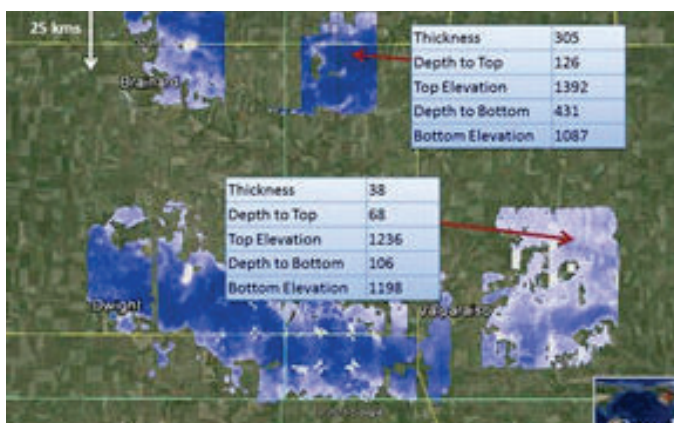 25 kms
Thickness 305
Depth to Top 126
Top Elevation 1392
Depth to Bottom 431
Bottom Elevation 1087
Brainard
Thickness 38
Depth to Top 68
Top Elevation 1236
Depth to Bottom 106
Bottom Elevation 1198
Dwight
Valparaiso